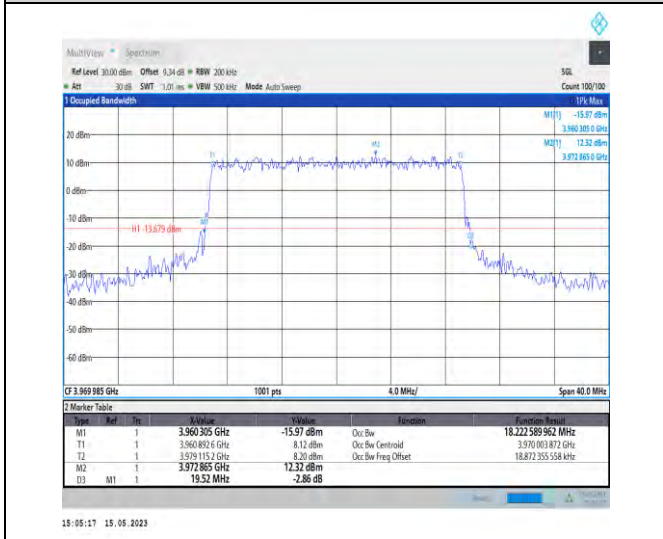 MultiView Spectrum
Ref Level 30.00 dBm Offset 9.34 dB RBW 200 kHz SGL
Att 30 dB SWT 1.01 ms VBW 500 kHz Mode Auto Sweep Count 100/100
1 Occupied Bandwidth 1Pk Max
M1[1] -15.97 dBm
3.960 305 0 GHz
M2[1] 12.32 dBm
3.972 865 0 GHz
20 dBm
M2
T1 T2
10 dBm
0 dBm
M1
H1 -13.679 dBm
D3
-20 dBm
-30 dBm
-40 dBm
-50 dBm
-60 dBm
CF 3.969 985 GHz 1001 pts 4.0 MHz/ Span 40.0 MHz
2 Marker Table
Type Ref Trc X-Value Y-Value Function Function Result
M1 1 3.960 305 GHz -15.97 dBm Occ Bw 18.222 589 962 MHz
T1 1 3.960 892 6 GHz 8.12 dBm Occ Bw Centroid 3.970 003 872 GHz
T2 1 3.979 115 2 GHz 8.20 dBm Occ Bw Freq Offset 18.872 355 558 kHz
M2 1 3.972 865 GHz 12.32 dBm
D3 M1 1 19.52 MHz -2.86 dB
15:05:17 15.05.2023